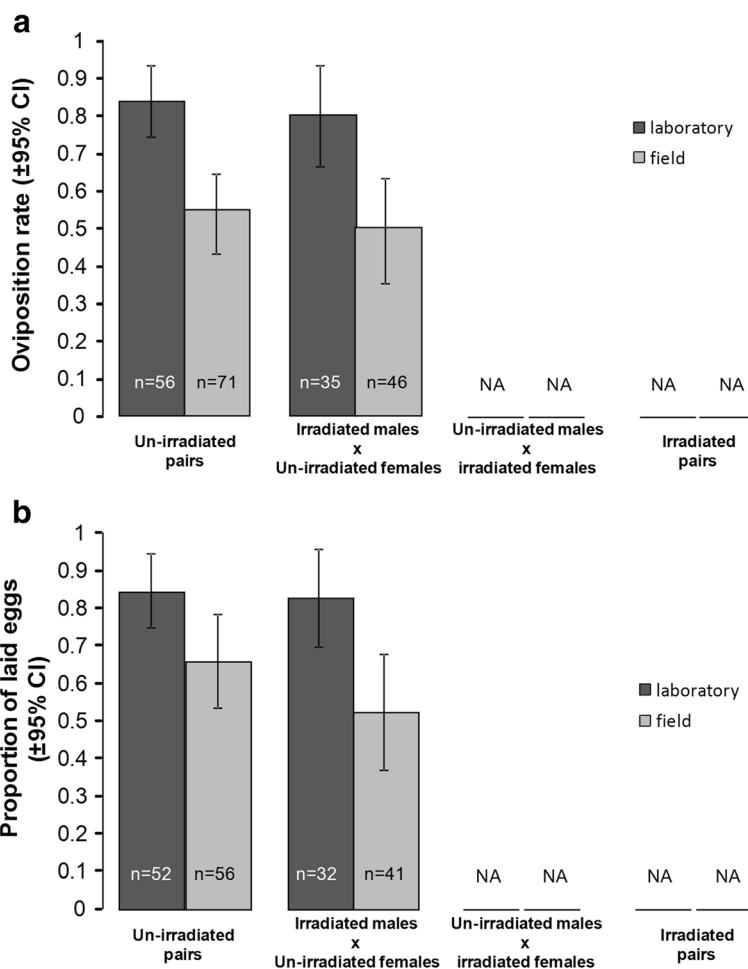 a
Oviposition rate (±95% CI)
1
0.9
0.8
0.7
0.6
0.5
0.4
0.3
0.2
0.1
0
laboratory
field
n=56
n=71
n=35
n=46
NA
NA
NA
NA
Un-irradiated
pairs
Irradiated males
x
Un-irradiated females
Un-irradiated males
x
irradiated females
Irradiated
pairs
b
Proportion of laid eggs
(±95% CI)
1
0.9
0.8
0.7
0.6
0.5
0.4
0.3
0.2
0.1
0
laboratory
field
n=52
n=56
n=32
n=41
NA
NA
NA
NA
Un-irradiated
pairs
Irradiated males
x
Un-irradiated females
Un-irradiated males
x
irradiated females
Irradiated
pairs